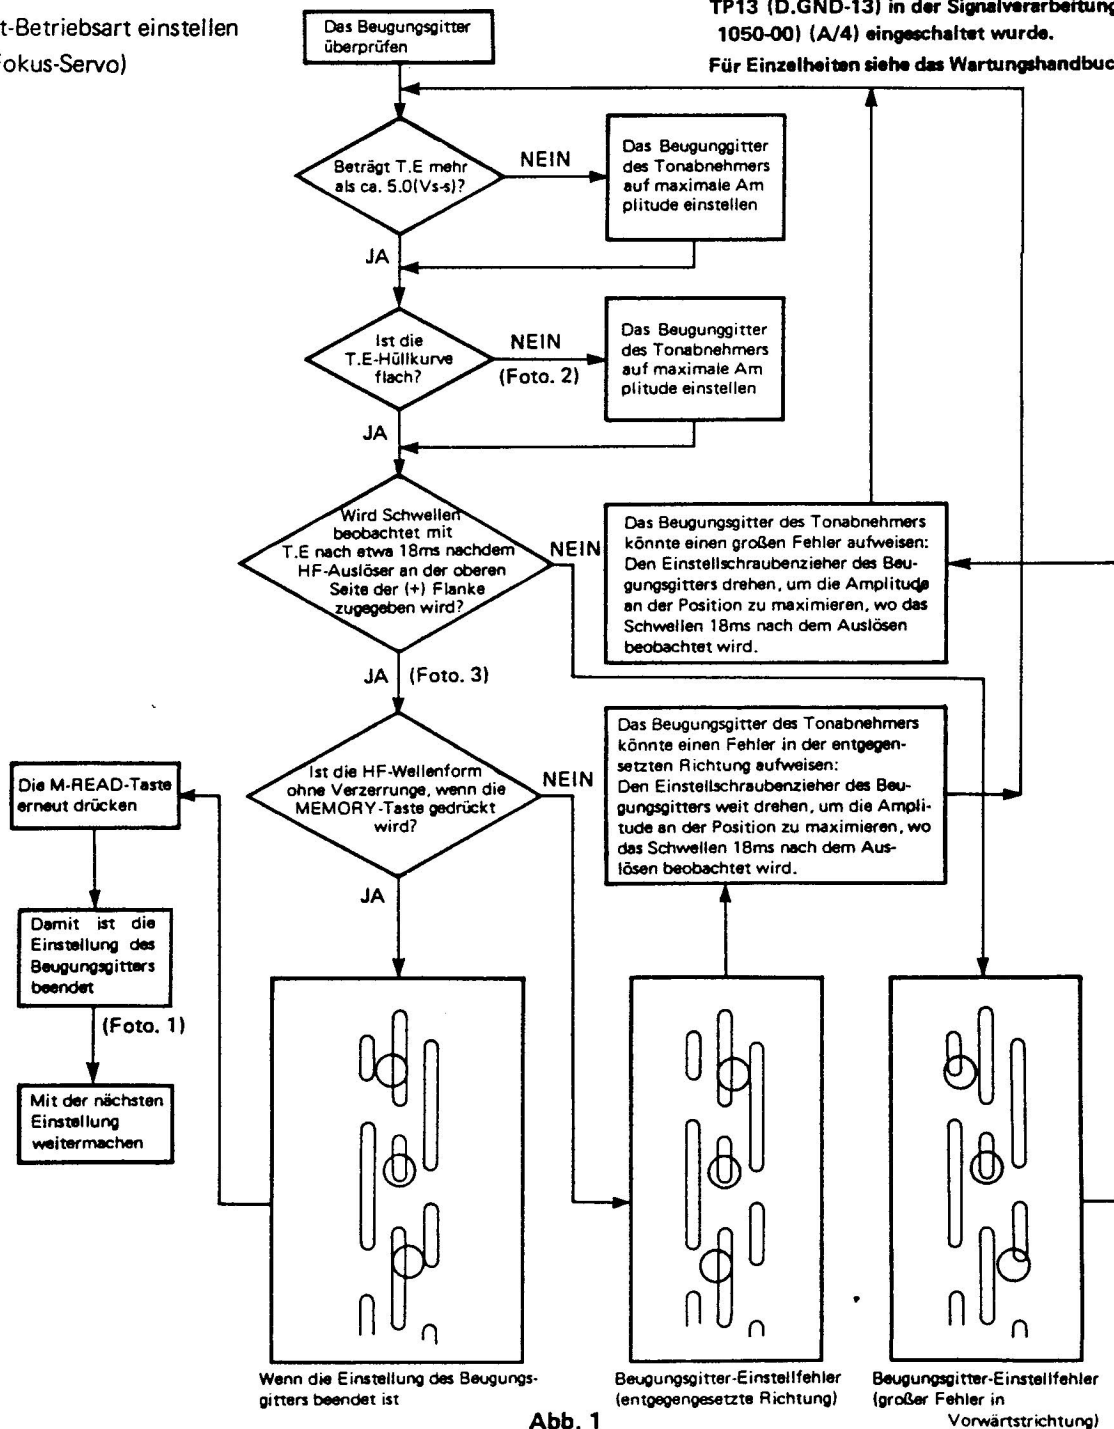 t-Betriebsart einstellen
Fokus-Servo)
TP13 (D.GND-13) in der Signalverarbeitung
1050-00) (A/4) eingeschaltet wurde.
Für Einzelheiten siehe das Wartungshandbuc
Das Beugungsgitter
überprüfen
Beträgt T.E mehr
als ca. 5.0(Vs-s)?
NEIN
Das Beugunggitter
des Tonabnehmers
auf maximale Am
plitude einstellen
JA
Ist die
T.E-Hüllkurve
flach?
NEIN
(Foto. 2)
Das Beugunggitter
des Tonabnehmers
auf maximale Am
plitude einstellen
JA
Wird Schwellen
beobachtet mit
T.E nach etwa 18ms nachdem
HF-Auslöser an der oberen
Seite der (+) Flanke
zugegeben wird?
NEIN
Das Beugungsgitter des Tonabnehmers
könnte einen großen Fehler aufweisen:
Den Einstellschraubenzieher des Beu-
gungsgitters drehen, um die Amplitude
an der Position zu maximieren, wo das
Schwellen 18ms nach dem Auslösen
beobachtet wird.
JA
(Foto. 3)
Ist die HF-Wellenform
ohne Verzerrunge, wenn die
MEMORY-Taste gedrückt
wird?
NEIN
Das Beugungsgitter des Tonabnehmers
könnte einen Fehler in der entgegen-
setzten Richtung aufweisen:
Den Einstellschraubenzieher des Beu-
gungsgitters weit drehen, um die Ampli-
tude an der Position zu maximieren, wo
das Schwellen 18ms nach dem Aus-
lösen beobachtet wird.
JA
Die M-READ-Taste
erneut drücken
Damit ist die
Einstellung des
Beugungsgitters
beendet
(Foto. 1)
Mit der nächsten
Einstellung
weitermachen
Wenn die Einstellung des Beugungs-
gitters beendet ist
Beugungsgitter-Einstellfehler
(entgegengesetzte Richtung)
Beugungsgitter-Einstellfehler
(großer Fehler in
Vorwärtstrichtung)
Abb. 1